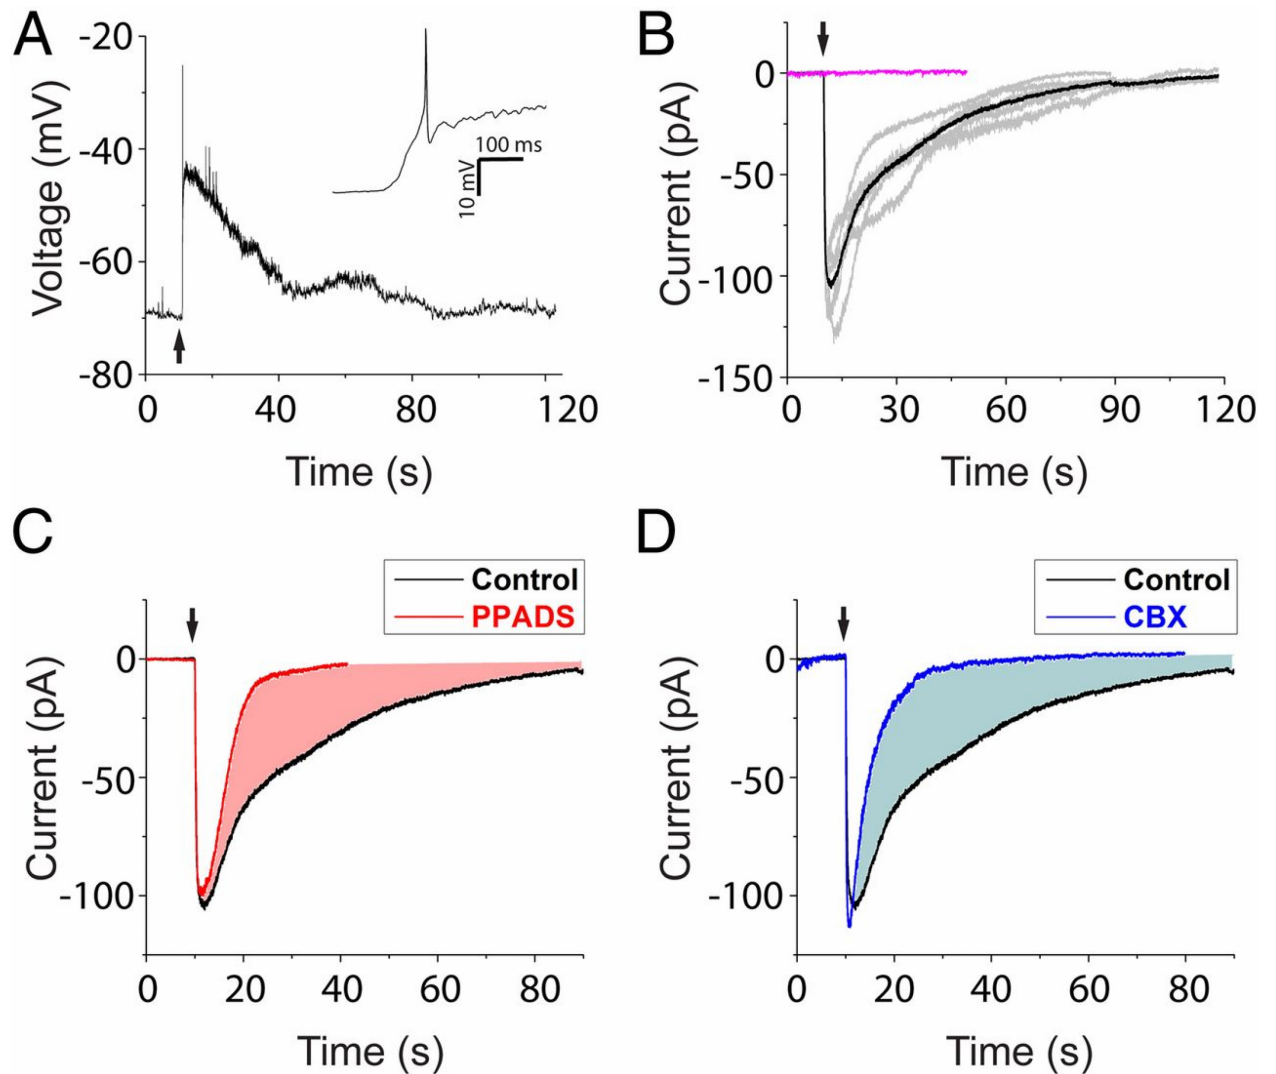 A
-20
-40
-60
-80
Voltage (mV)
100 ms
10 mV
0 40 80 120
Time (s)
B
0
-50
-100
-150
Current (pA)
0 30 60 90 120
Time (s)
C
Control
PPADS
0
-50
-100
Current (pA)
0 20 40 60 80
Time (s)
D
Control
CBX
0
-50
-100
Current (pA)
0 20 40 60 80
Time (s)